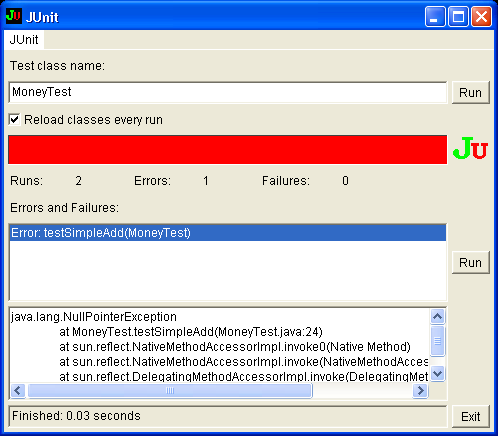 JU JUnit
JUnit
Test class name:
MoneyTest
Run
Reload classes every run
JU
Runs: 2 Errors: 1 Failures: 0
Errors and Failures:
Error: testSimpleAdd(MoneyTest)
Run
java.lang.NullPointerException
at MoneyTest.testSimpleAdd(MoneyTest.java:24)
at sun.reflect.NativeMethodAccessorImpl.invoke0(Native Method)
at sun.reflect.NativeMethodAccessorImpl.invoke(NativeMethodAccess
at sun.reflect.DelegatingMethodAccessorImpl.invoke(DelegatingMet
Finished: 0.03 seconds
Exit